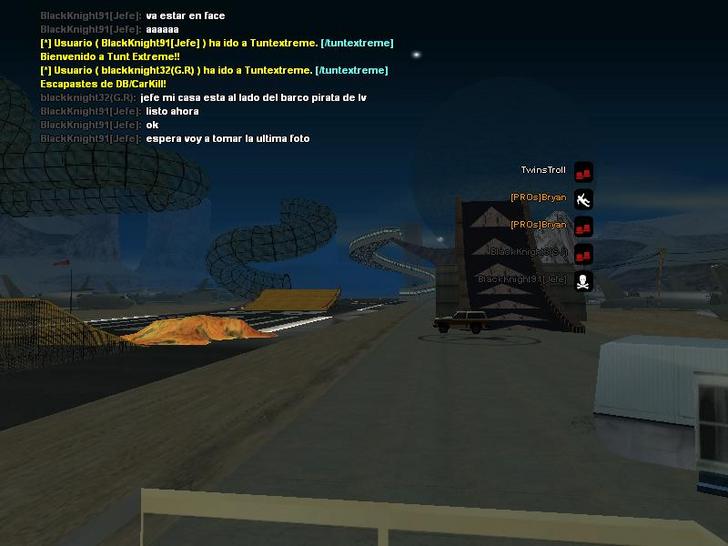 BlackKnight91[Jefe]: va estar en face
BlackKnight91[Jefe]: aaaaaa
[*] Usuario ( BlackKnight91[Jefe] ) ha ido a Tuntextreme. [/tuntextreme]
Bienvenido a Tunt Extreme!!
[*] Usuario ( blackknight32(G.R) ) ha ido a Tuntextreme. [/tuntextreme]
Escapastes de DB/CarKill!
blackknight32(G.R): jefe mi casa esta al lado del barco pirata de lv
BlackKnight91[Jefe]: listo ahora
BlackKnight91[Jefe]: ok
BlackKnight91[Jefe]: espera voy a tomar la ultima foto
TwinsTroll
[PROs]Bryan
[PROs]Bryan
BlackKnight91[Jefe]